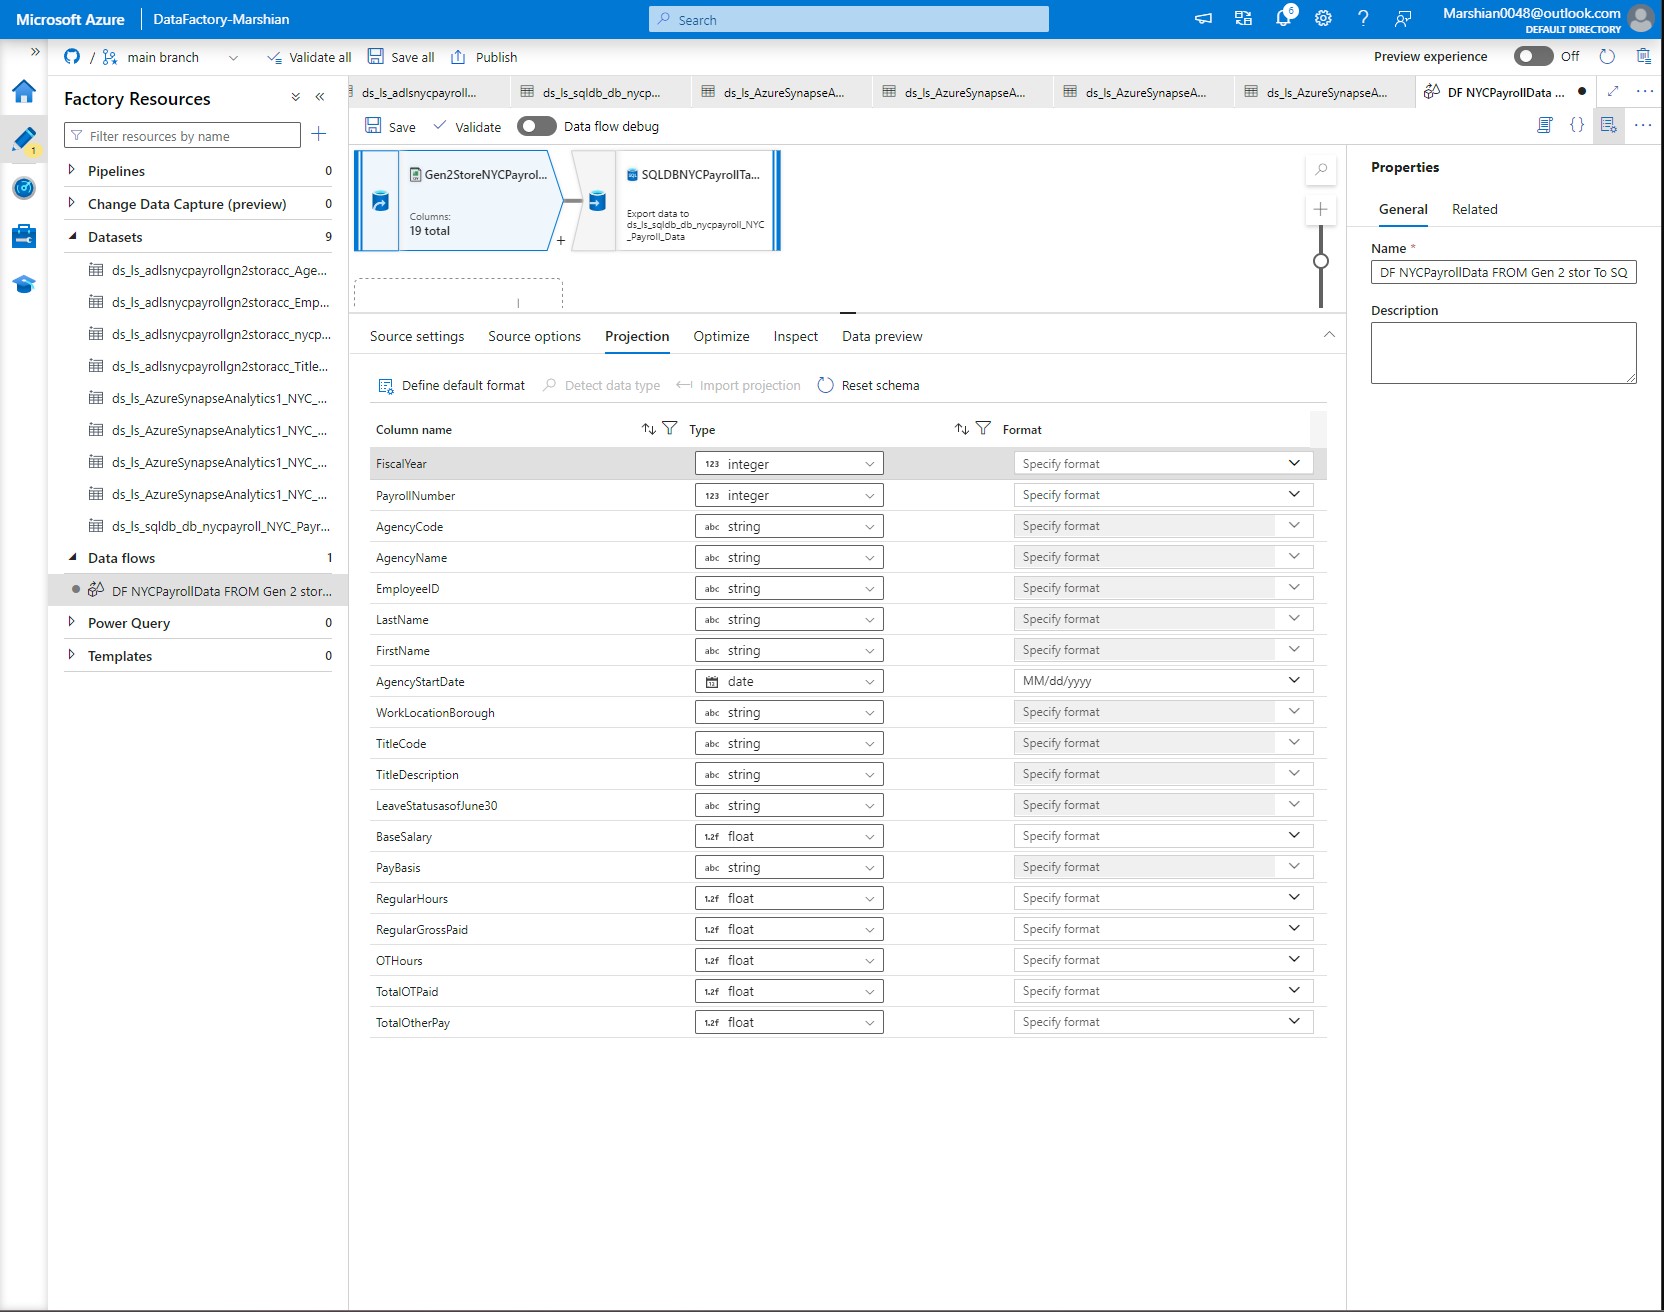 Microsoft Azure
DataFactory-Marshian
Search
6
Marshian0048@outlook.com
DEFAULT DIRECTORY
/
main branch
Validate all
Save all
Publish
Preview experience
Off
Factory Resources
Filter resources by name
1
Pipelines 0
Change Data Capture (preview) 0
Datasets 9
ds_ls_adlsnycpayrollgn2storacc_Age...
ds_ls_adlsnycpayrollgn2storacc_Emp...
ds_ls_adlsnycpayrollgn2storacc_nycp...
ds_ls_adlsnycpayrollgn2storacc_Title...
ds_ls_AzureSynapseAnalytics1_NYC_...
ds_ls_AzureSynapseAnalytics1_NYC_...
ds_ls_AzureSynapseAnalytics1_NYC_...
ds_ls_AzureSynapseAnalytics1_NYC_...
ds_ls_sqldb_db_nycpayroll_NYC_Payr...
Data flows 1
DF NYCPayrollData FROM Gen 2 stor...
Power Query 0
Templates 0
ds_ls_adlsnycpayroll...
ds_ls_sqldb_db_nycp...
ds_ls_AzureSynapseA...
ds_ls_AzureSynapseA...
ds_ls_AzureSynapseA...
ds_ls_AzureSynapseA...
DF NYCPayrollData ...
Save
Validate
Data flow debug
Gen2StoreNYCPayrol...
Columns:
19 total
SQLDBNYCPayrollTa...
Export data to
ds_ls_sqldb_db_nycpayroll_NYC
_Payroll_Data
Source settings
Source options
Projection
Optimize
Inspect
Data preview
Define default format
Detect data type
Import projection
Reset schema
Column name Type Format
FiscalYear 123 integer Specify format
PayrollNumber 123 integer Specify format
AgencyCode abc string Specify format
AgencyName abc string Specify format
EmployeeID abc string Specify format
LastName abc string Specify format
FirstName abc string Specify format
AgencyStartDate date MM/dd/yyyy
WorkLocationBorough abc string Specify format
TitleCode abc string Specify format
TitleDescription abc string Specify format
LeaveStatusasofJune30 abc string Specify format
BaseSalary 1.2f float Specify format
PayBasis abc string Specify format
RegularHours 1.2f float Specify format
RegularGrossPaid 1.2f float Specify format
OTHours 1.2f float Specify format
TotalOTPaid 1.2f float Specify format
TotalOtherPay 1.2f float Specify format
Properties
General
Related
Name *
DF NYCPayrollData FROM Gen 2 stor To SQ
Description